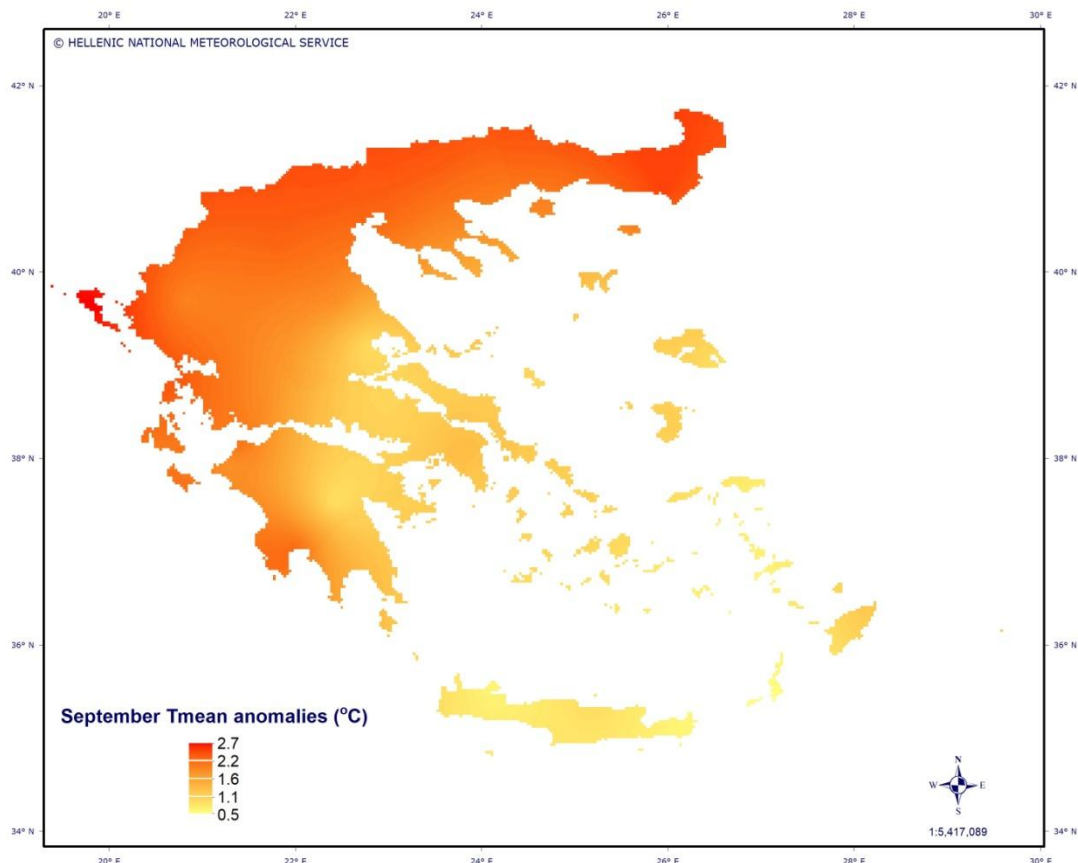 20° E 22° E 24° E 26° E 28° E 30° E
© HELLENIC NATIONAL METEOROLOGICAL SERVICE
42° N 42° N
40° N 40° N
38° N 38° N
36° N 36° N
September Tmean anomalies (°C)
2.7
2.2
1.6
1.1
0.5
N
W E
S
1:5,417,089
34° N 34° N
20° E 22° E 24° E 26° E 28° E 30° E